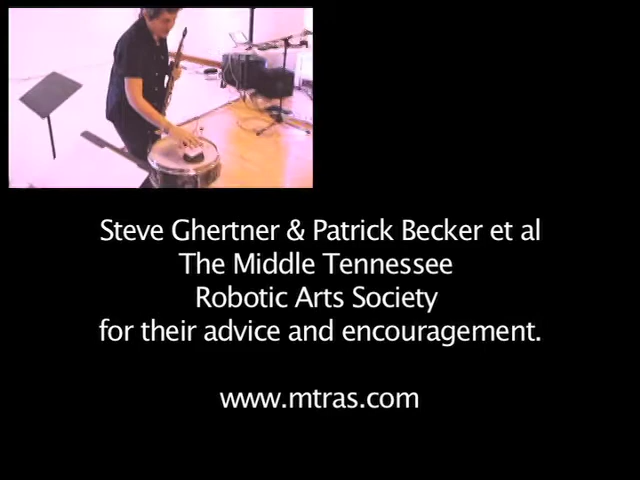 Steve Ghertner & Patrick Becker et al
The Middle Tennessee
Robotic Arts Society
for their advice and encouragement.
www.mtras.com